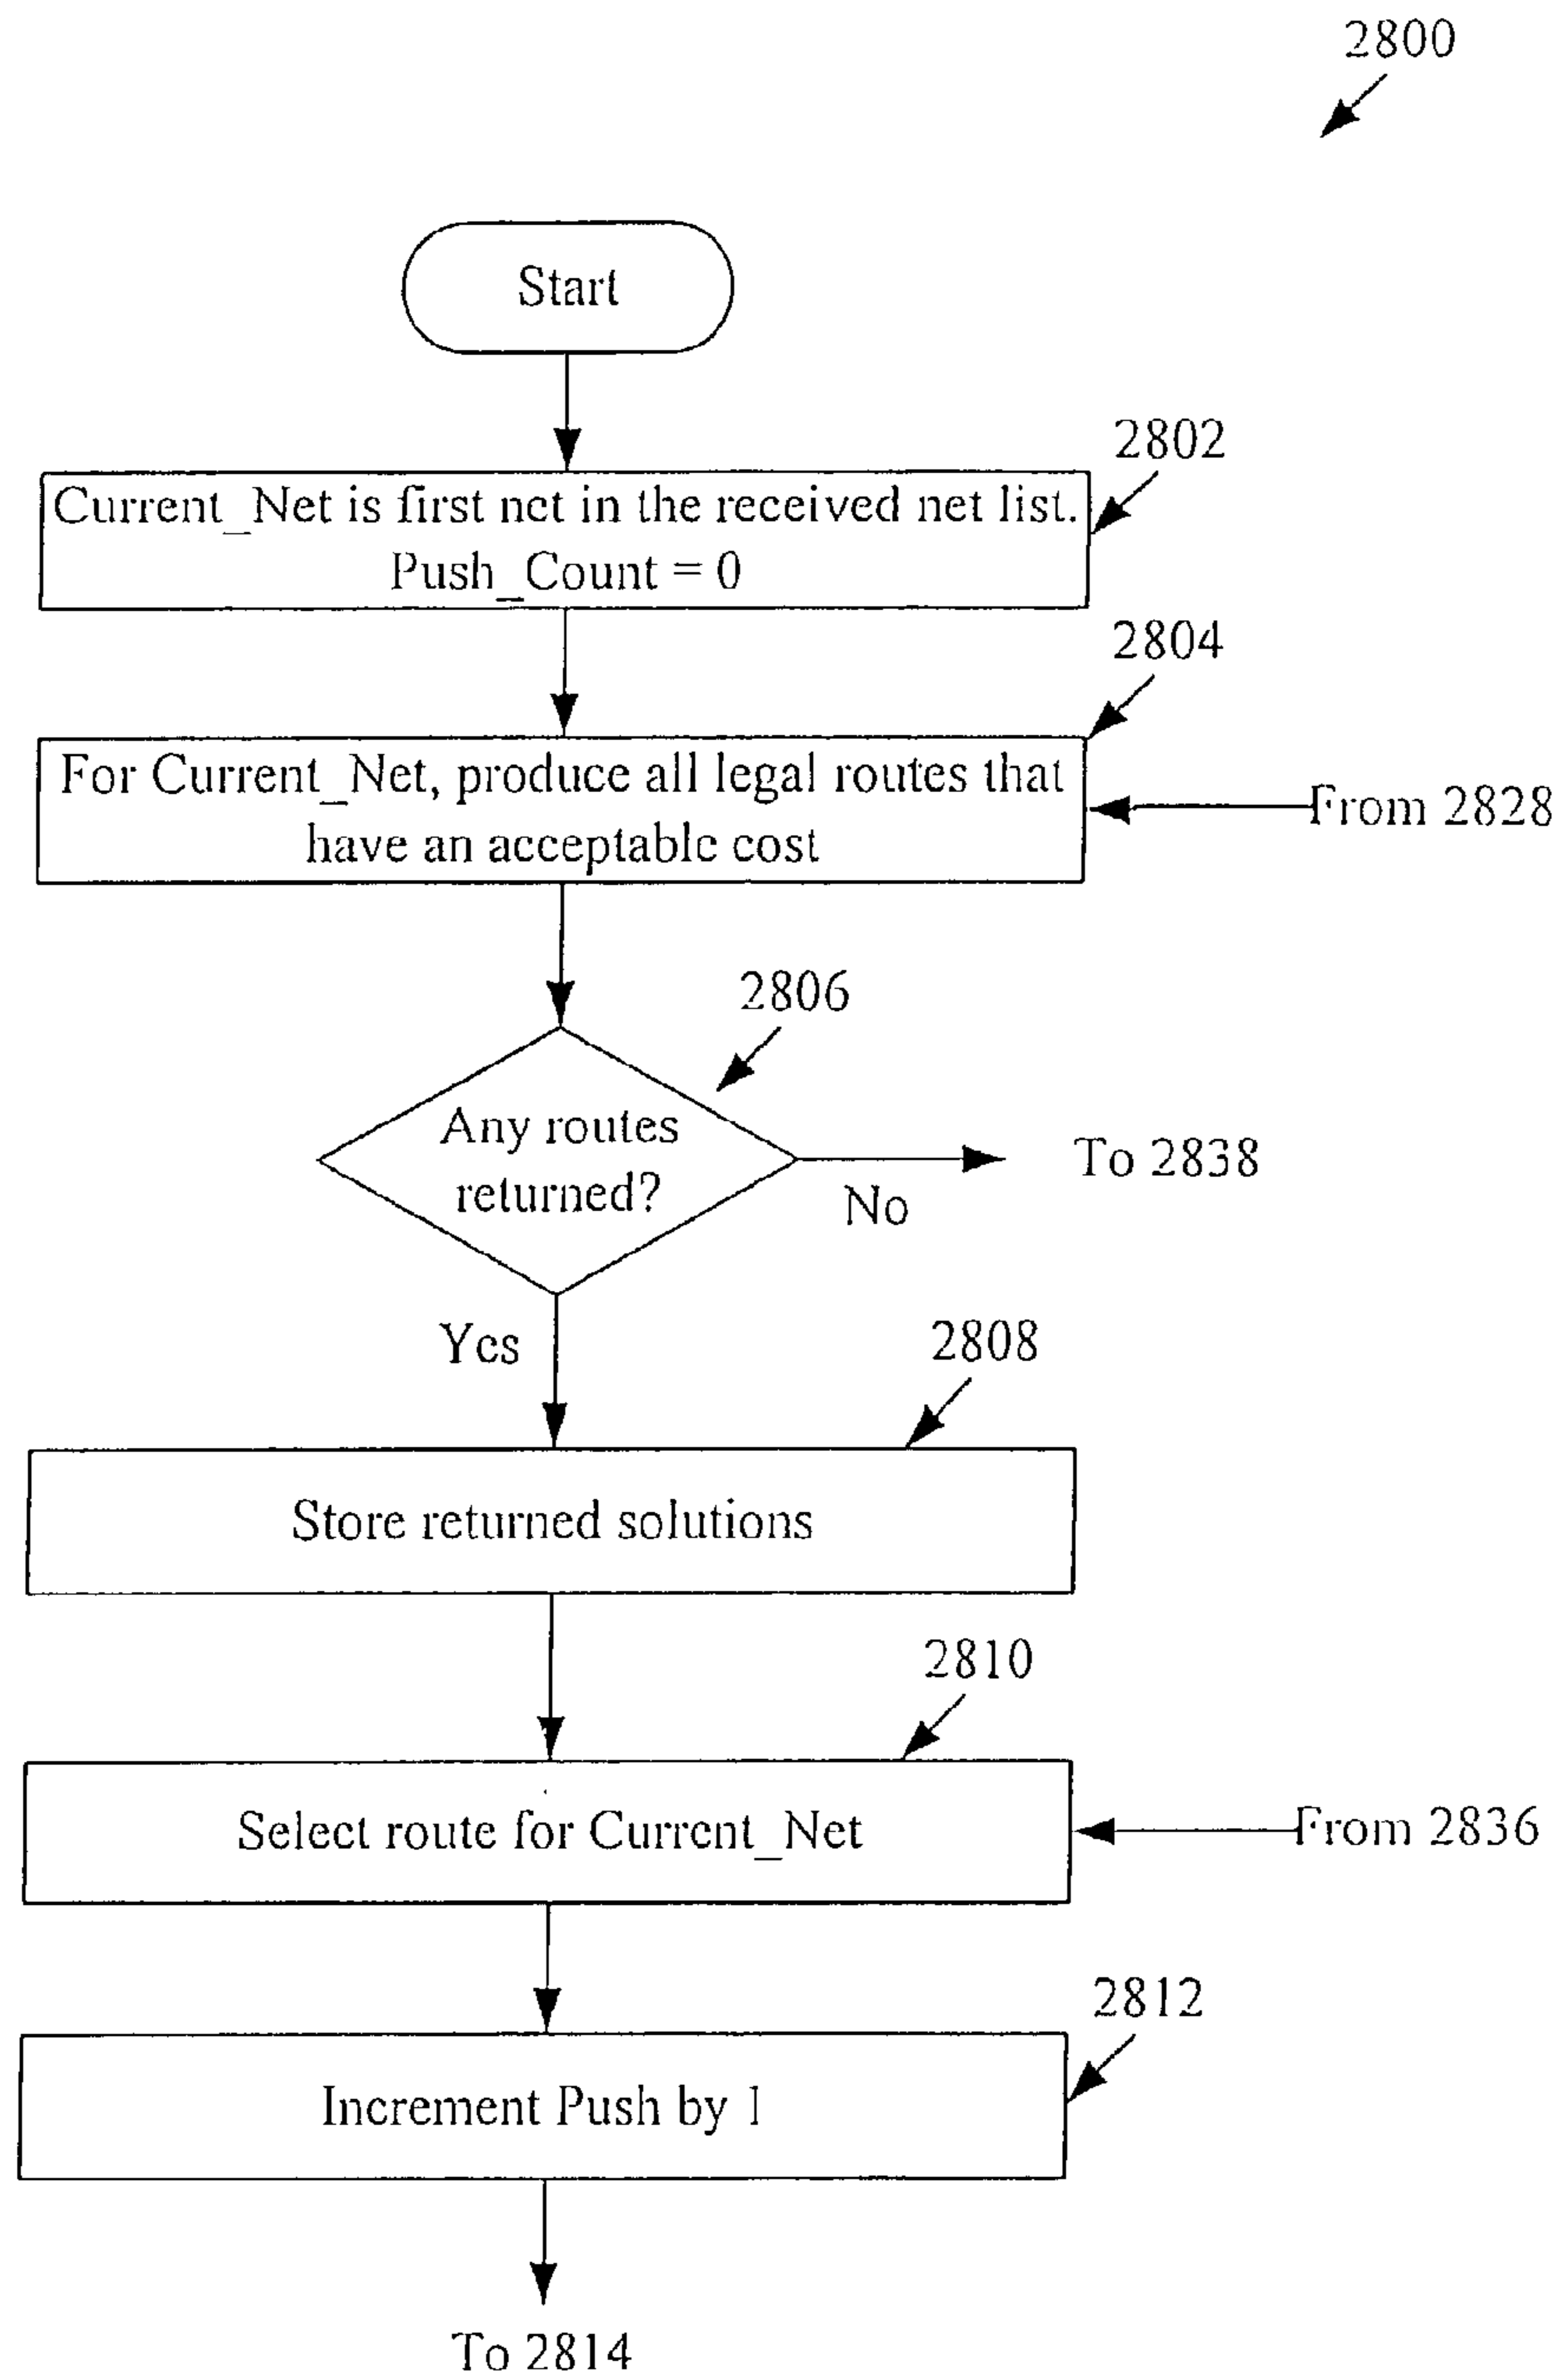 2800
Start
2802
Current_Net is first net in the received net list.
Push_Count = 0
2804
For Current_Net, produce all legal routes that
have an acceptable cost
From 2828
2806
Any routes
returned?
To 2838
No
Yes
2808
Store returned solutions
2810
Select route for Current_Net
From 2836
2812
Increment Push by 1
To 2814